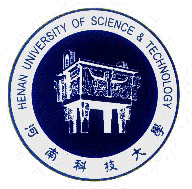 HENAN UNIVERSITY OF SCIENCE & TECHNOLOGY
河南科技大學